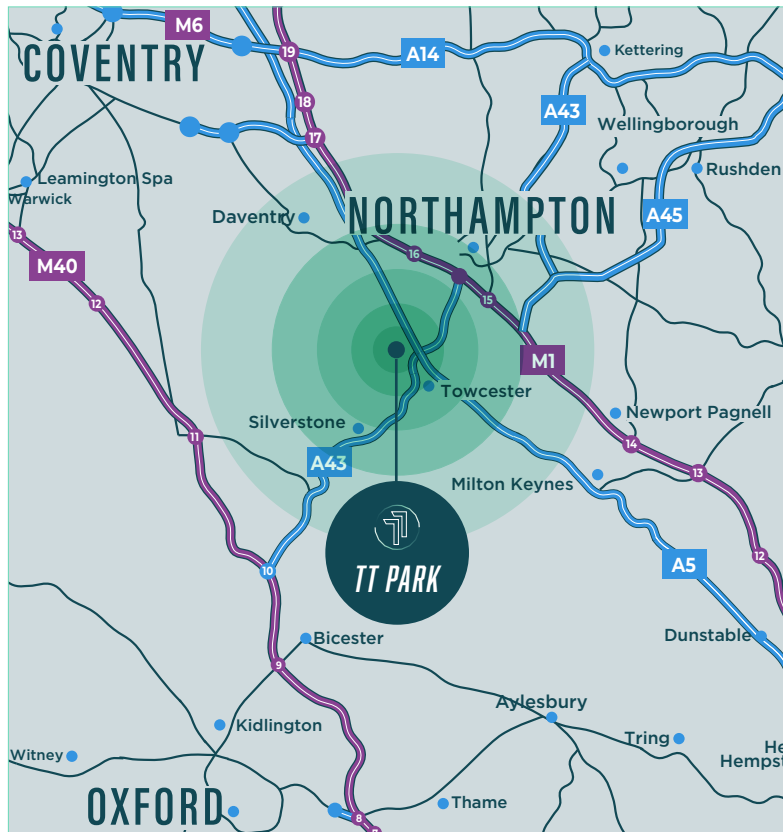 M6
19
A14
Kettering
COVENTRY
18
A43
17
Wellingborough
Leamington Spa
Warwick
Rushden
Daventry
NORTHAMPTON
A45
13
16
M40
12
15
M1
Towcester
Newport Pagnell
Silverstone
11
14
A43
Milton Keynes
13
12
10
A5
TT PARK
Bicester
Dunstable
9
Aylesbury
Kidlington
Tring
Witney
He
Hempst
OXFORD
Thame
8